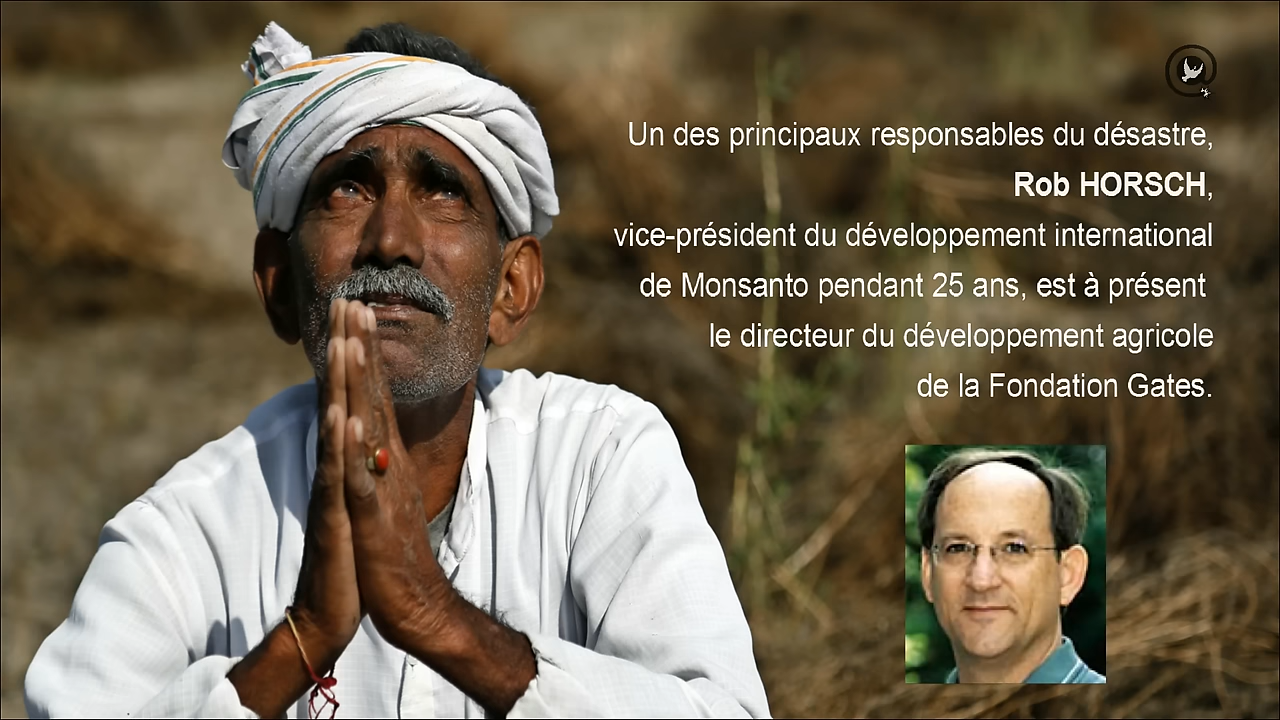 Un des principaux responsables du désastre,
Rob HORSCH,
vice-président du développement international
de Monsanto pendant 25 ans, est à présent
le directeur du développement agricole
de la Fondation Gates.